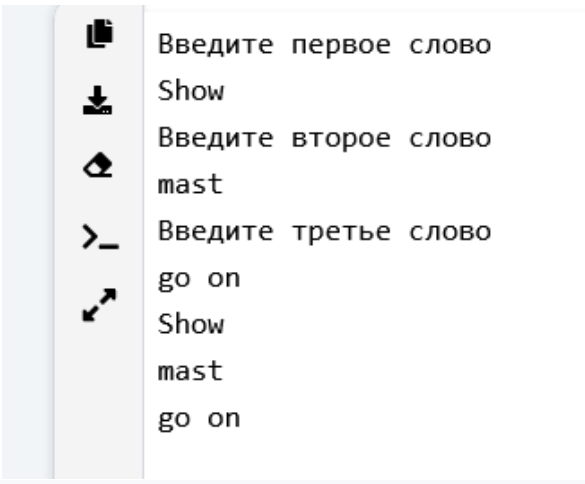 Введите первое слово
Show
Введите второе слово
mast
Введите третье слово
go on
Show
mast
go on